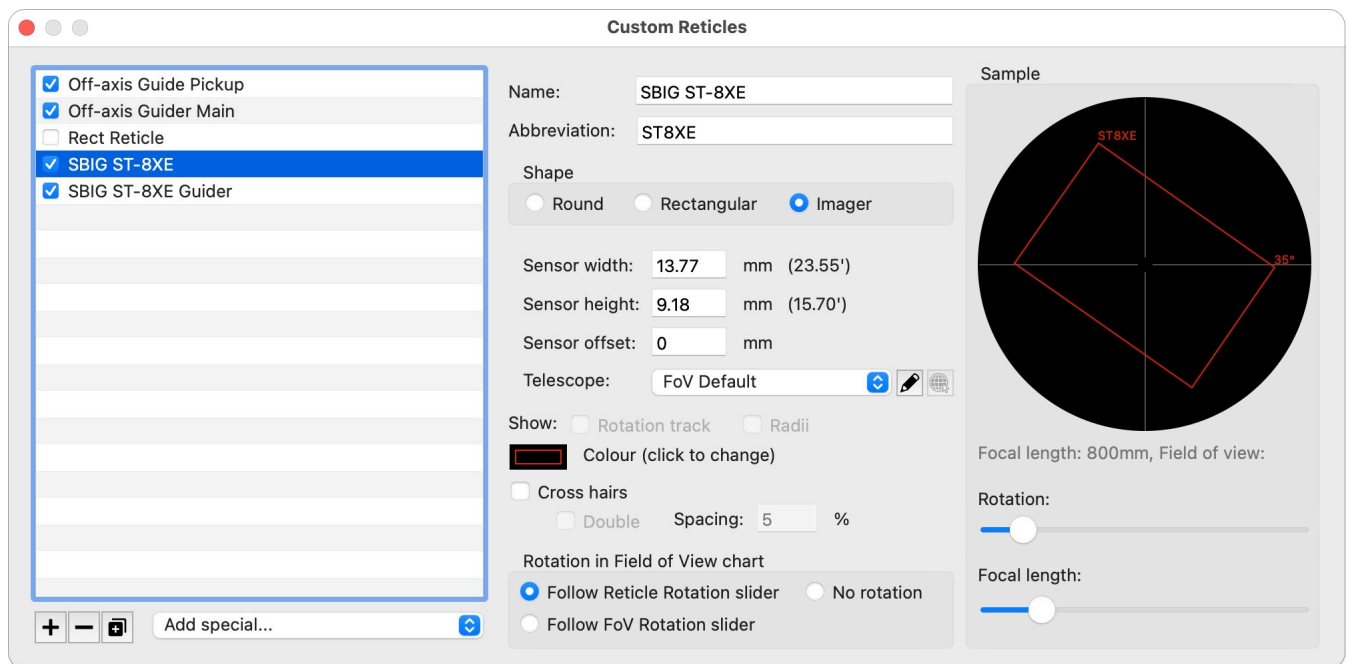 Custom Reticles
Off-axis Guide Pickup
Off-axis Guider Main
Rect Reticle
SBIG ST-8XE
SBIG ST-8XE Guider
Add special...
Name: SBIG ST-8XE
Abbreviation: ST8XE
Shape
Round Rectangular Imager
Sensor width: 13.77 mm (23.55')
Sensor height: 9.18 mm (15.70')
Sensor offset: 0 mm
Telescope: FoV Default
Show: Rotation track Radii
Colour (click to change)
Cross hairs
Double Spacing: 5 %
Rotation in Field of View chart
Follow Reticle Rotation slider No rotation
Follow FoV Rotation slider
Sample
ST8XE
35°
Focal length: 800mm, Field of view:
Rotation:
Focal length: